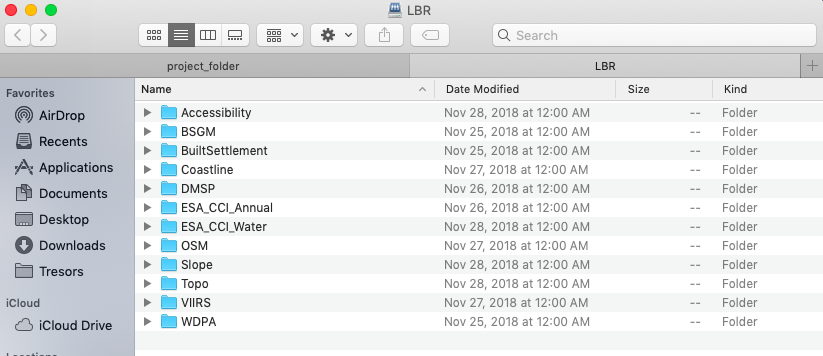 LBR
Search
project_folder LBR +
Favorites
AirDrop
Recents
Applications
Documents
Desktop
Downloads
Tresors
iCloud
iCloud Drive
Name Date Modified Size Kind
Accessibility Nov 28, 2018 at 12:00 AM -- Folder
BSGM Nov 25, 2018 at 12:00 AM -- Folder
BuiltSettlement Nov 25, 2018 at 12:00 AM -- Folder
Coastline Nov 27, 2018 at 12:00 AM -- Folder
DMSP Nov 26, 2018 at 12:00 AM -- Folder
ESA_CCI_Annual Nov 26, 2018 at 12:00 AM -- Folder
ESA_CCI_Water Nov 28, 2018 at 12:00 AM -- Folder
OSM Nov 27, 2018 at 12:00 AM -- Folder
Slope Nov 28, 2018 at 12:00 AM -- Folder
Topo Nov 28, 2018 at 12:00 AM -- Folder
VIIRS Nov 27, 2018 at 12:00 AM -- Folder
WDPA Nov 25, 2018 at 12:00 AM -- Folder